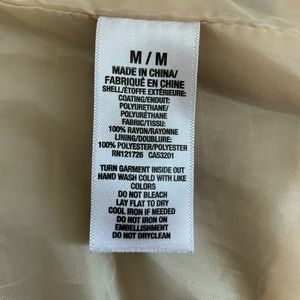 M / M
MADE IN CHINA/
FABRIQUÉ EN CHINE
SHELL/ÉTOFFE EXTÉRIEURE:
COATING/ENDUIT:
POLYURETHANE/
POLYURÉTHANE
FABRIC/TISSU:
100% RAYON/RAYONNE
LINING/DOUBLURE:
100% POLYESTER/POLYESTER
RN121726 CA53201
TURN GARMENT INSIDE OUT
HAND WASH COLD WITH LIKE
COLORS
DO NOT BLEACH
LAY FLAT TO DRY
COOL IRON IF NEEDED
DO NOT IRON ON
EMBELLISHMENT
DO NOT DRYCLEAN